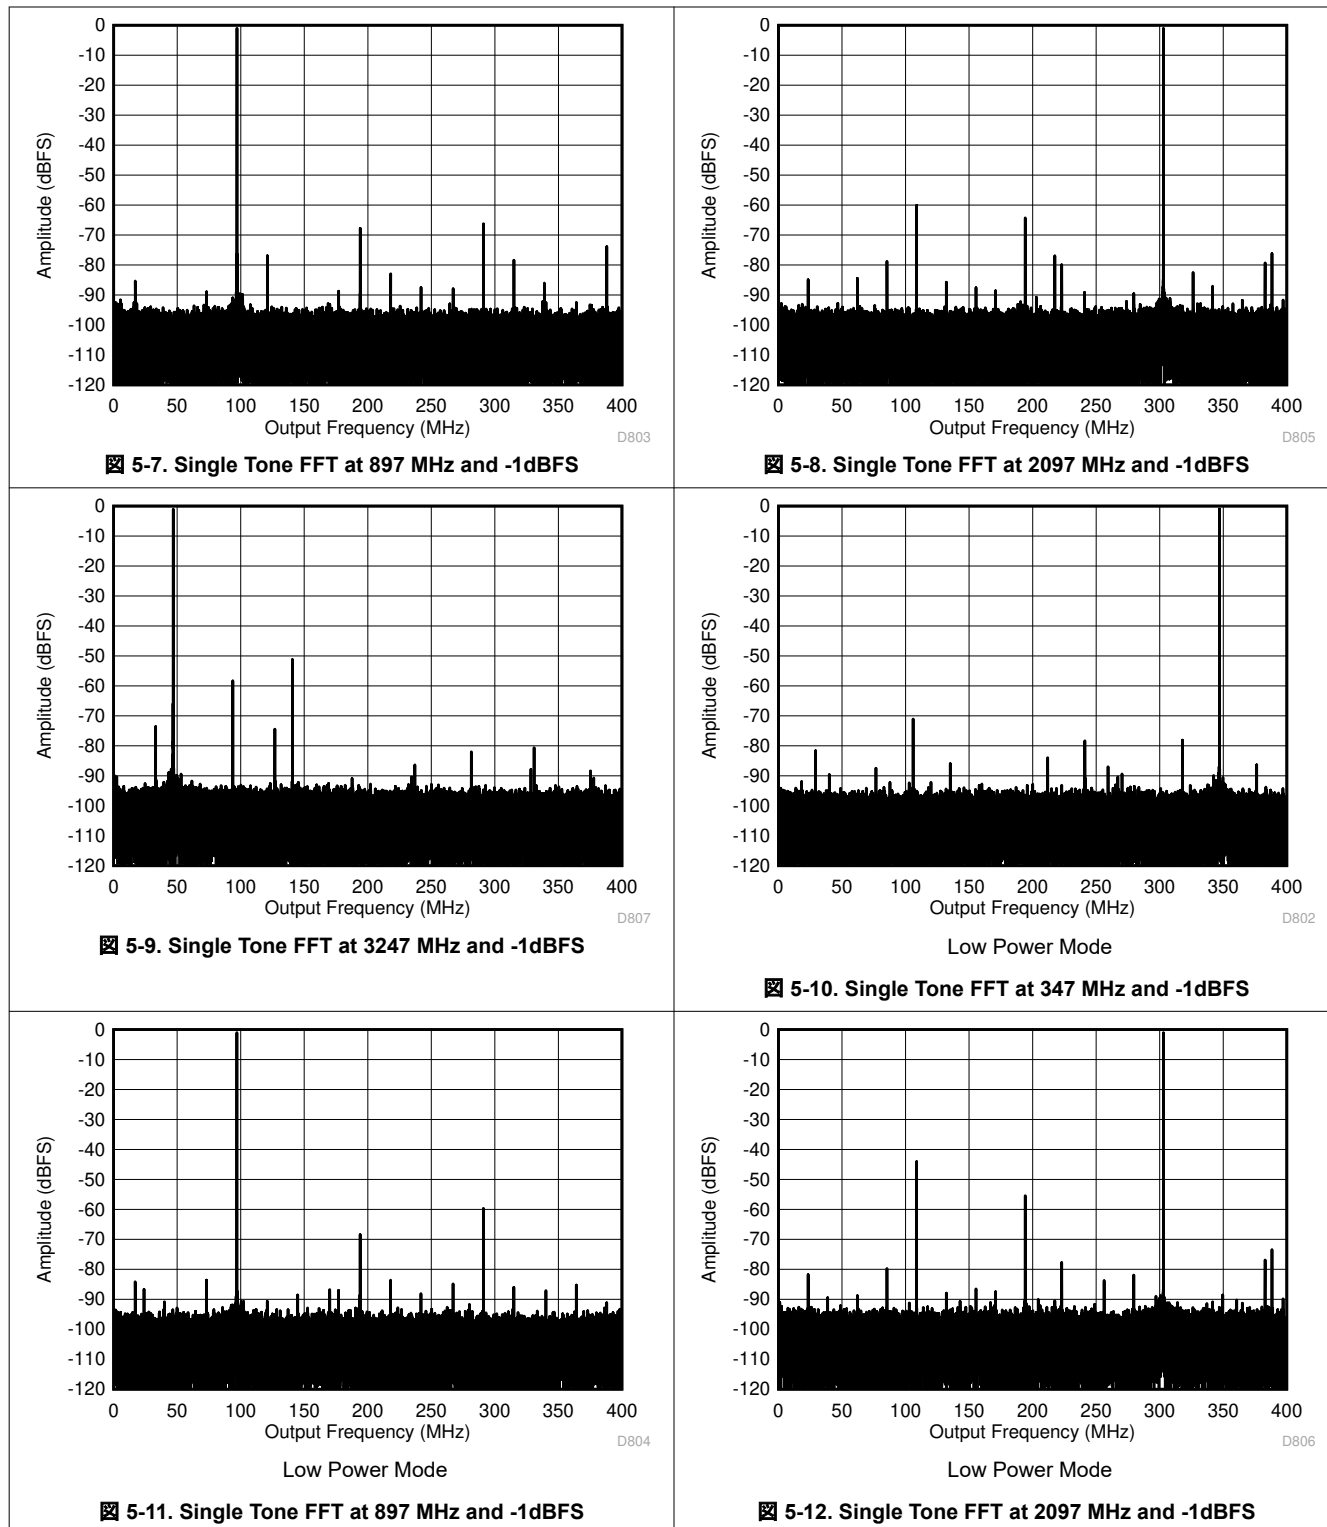 0
-10
-20
-30
-40
-50
-60
-70
-80
-90
-100
-110
-120
Amplitude (dBFS)
0 50 100 150 200 250 300 350 400
Output Frequency (MHz)
D803
図 5-7. Single Tone FFT at 897 MHz and -1dBFS
0
-10
-20
-30
-40
-50
-60
-70
-80
-90
-100
-110
-120
Amplitude (dBFS)
0 50 100 150 200 250 300 350 400
Output Frequency (MHz)
D805
図 5-8. Single Tone FFT at 2097 MHz and -1dBFS
0
-10
-20
-30
-40
-50
-60
-70
-80
-90
-100
-110
-120
Amplitude (dBFS)
0 50 100 150 200 250 300 350 400
Output Frequency (MHz)
D807
図 5-9. Single Tone FFT at 3247 MHz and -1dBFS
0
-10
-20
-30
-40
-50
-60
-70
-80
-90
-100
-110
-120
Amplitude (dBFS)
0 50 100 150 200 250 300 350 400
Output Frequency (MHz)
D802
Low Power Mode
図 5-10. Single Tone FFT at 347 MHz and -1dBFS
0
-10
-20
-30
-40
-50
-60
-70
-80
-90
-100
-110
-120
Amplitude (dBFS)
0 50 100 150 200 250 300 350 400
Output Frequency (MHz)
D804
Low Power Mode
図 5-11. Single Tone FFT at 897 MHz and -1dBFS
0
-10
-20
-30
-40
-50
-60
-70
-80
-90
-100
-110
-120
Amplitude (dBFS)
0 50 100 150 200 250 300 350 400
Output Frequency (MHz)
D806
Low Power Mode
図 5-12. Single Tone FFT at 2097 MHz and -1dBFS